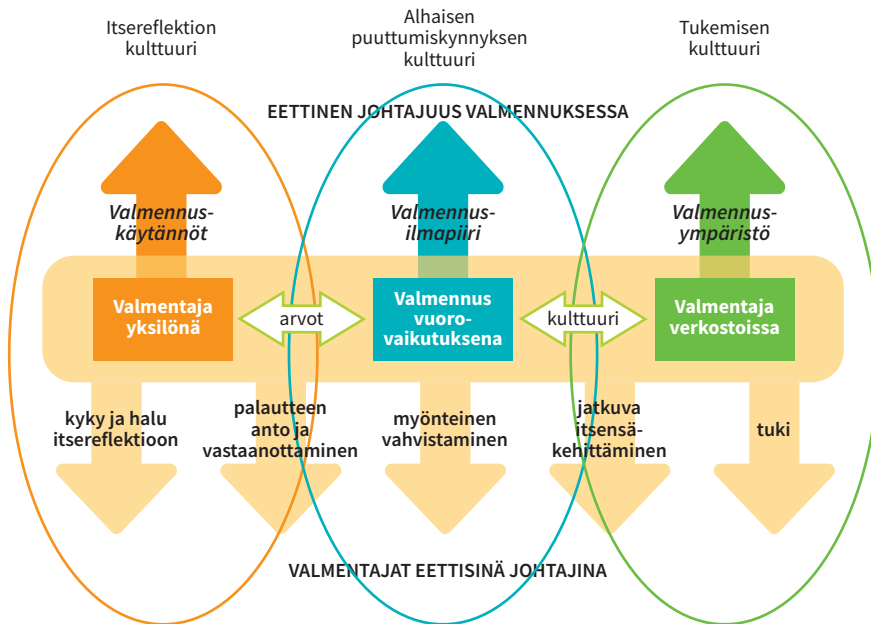 Itsereflektion
kulttuuri
Alhaisen
puuttumiskynnyksen
kulttuuri
Tukemisen
kulttuuri
EETTINEN JOHTAJUUS VALMENNUKSESSA
Valmennus-
käytännöt
Valmennus-
ilmapiiri
Valmennus-
ympäristö
Valmentaja
yksilönä
arvot
Valmennus
vuoro-
vaikutuksena
kulttuuri
Valmentaja
verkostoissa
kyky ja halu
itsereflektioon
palautteen
anto ja
vastaanottaminen
myönteinen
vahvistaminen
jatkuva
itsensä-
kehittäminen
tuki
VALMENTAJAT EETTISINÄ JOHTAJINA